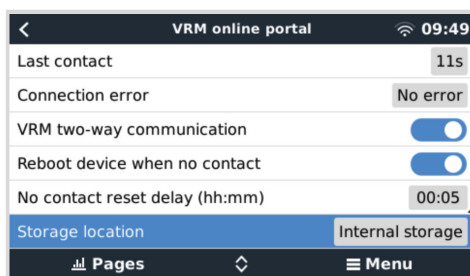 VRM online portal 09:49
Last contact 11s
Connection error No error
VRM two-way communication
Reboot device when no contact
No contact reset delay (hh:mm) 00:05
Storage location Internal storage
Pages Menu